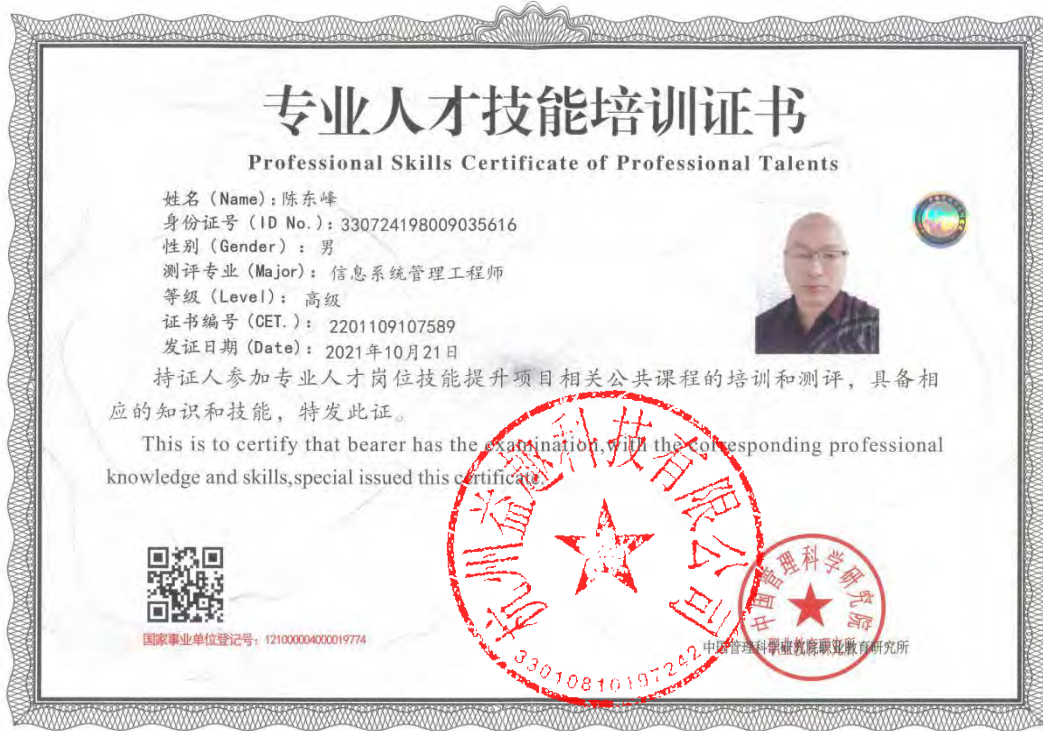 专业人才技能培训证书
Professional Skills Certificate of Professional Talents
姓名 (Name): 陈东峰
身份证号 (ID No.): 330724198009035616
性别 (Gender) : 男
测评专业 (Major): 信息系统管理工程师
等级 (Level): 高级
证书编号 (CET.): 2201109107589
发证日期 (Date): 2021年10月21日
持证人参加专业人才岗位技能提升项目相关公共课程的培训和测评，具备相
应的知识和技能，特发此证。
This is to certify that bearer has the examination,with the corresponding professional
knowledge and skills,special issued this certificate.
杭州 科技有限公司
33010810197242
中国管理科学研究院
职业教育研究所
国家事业单位登记号：121000004000019774
中国管理科学研究院职业教育研究所